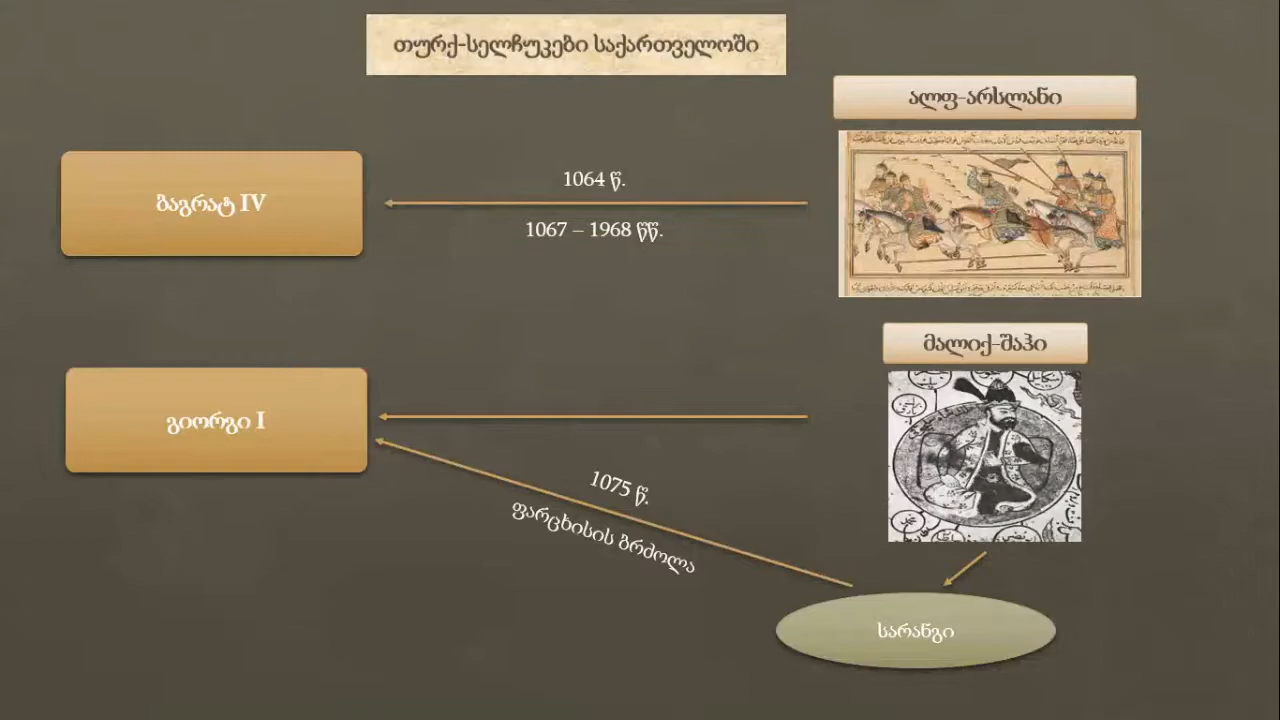 თურქ-სელჩუკები საქართველოში
ალფ-არსლანი
ბაგრატ IV
1064 წ.
1067 – 1968 წწ.
მალიქ-შაჰი
გიორგი I
1075 წ.
ფარცხისის ბრძოლა
სარანგი